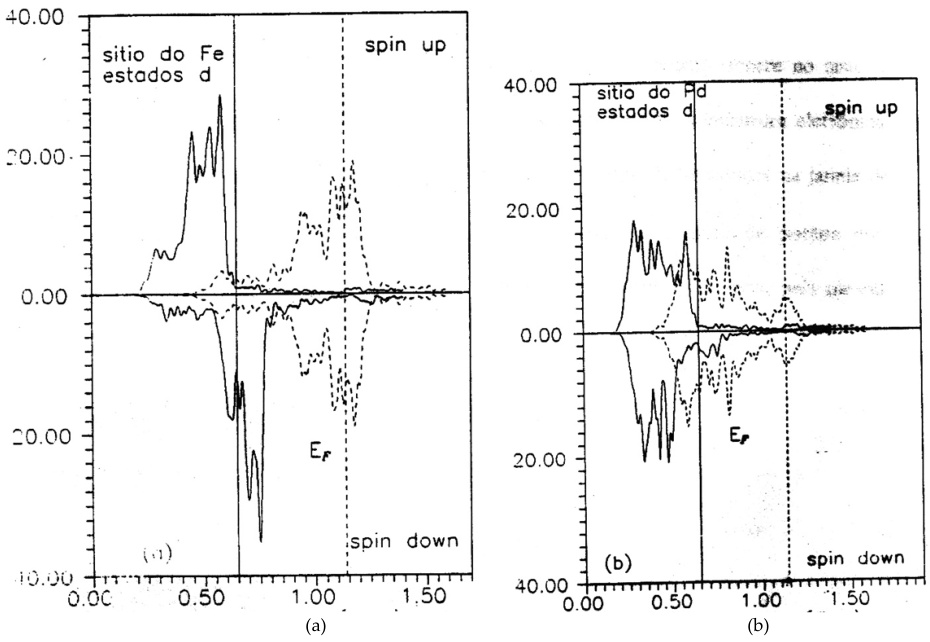 40.00
sitio do Fe
estados d
spin up
20.00
0.00
20.00
E_F
spin down
(a)
0.00 0.50 1.00 1.50
(a)
40.00
sitio do Pd
estados d
spin up
20.00
0.00
20.00
E_F
spin down
(b)
40.00
0.00 0.50 1.00 1.50
(b)